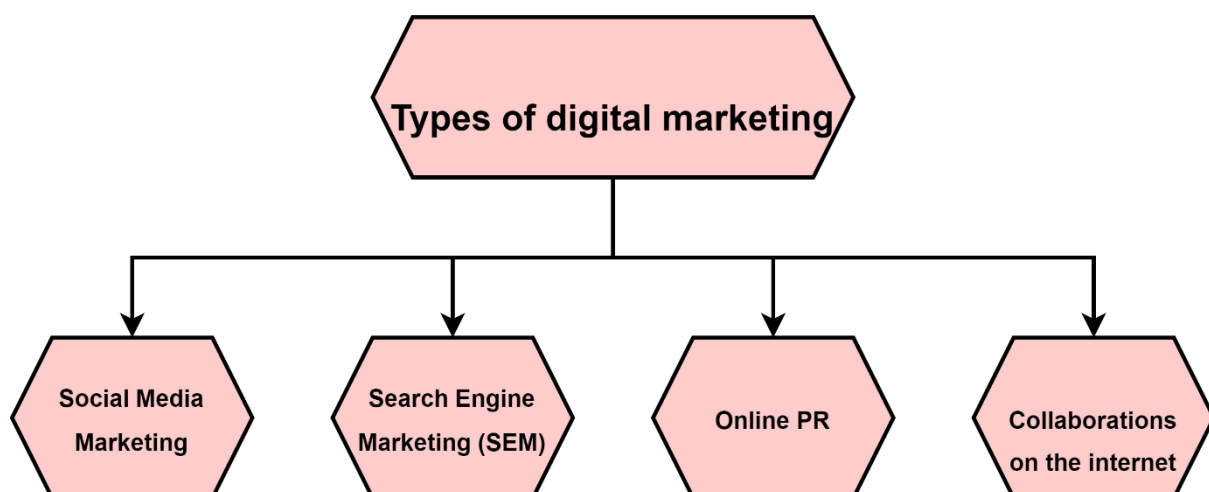 Types of digital marketing
Social Media
Marketing
Search Engine
Marketing (SEM)
Online PR
Collaborations
on the internet